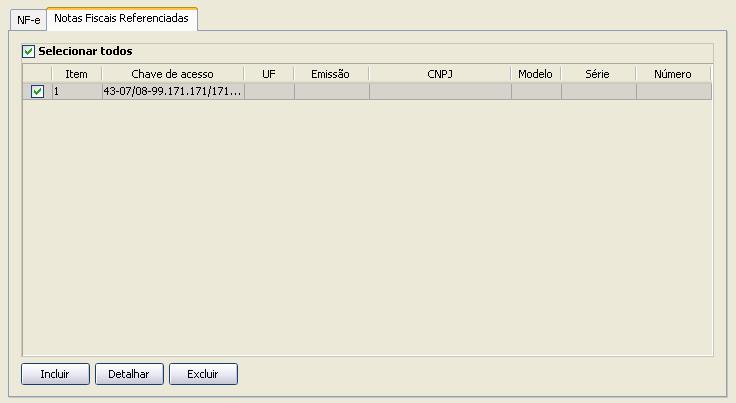 NF-e Notas Fiscais Referenciadas
Selecionar todos
Item Chave de acesso UF Emissão CNPJ Modelo Série Número
1 43-07/08-99.171.171/171...
Incluir Detalhar Excluir